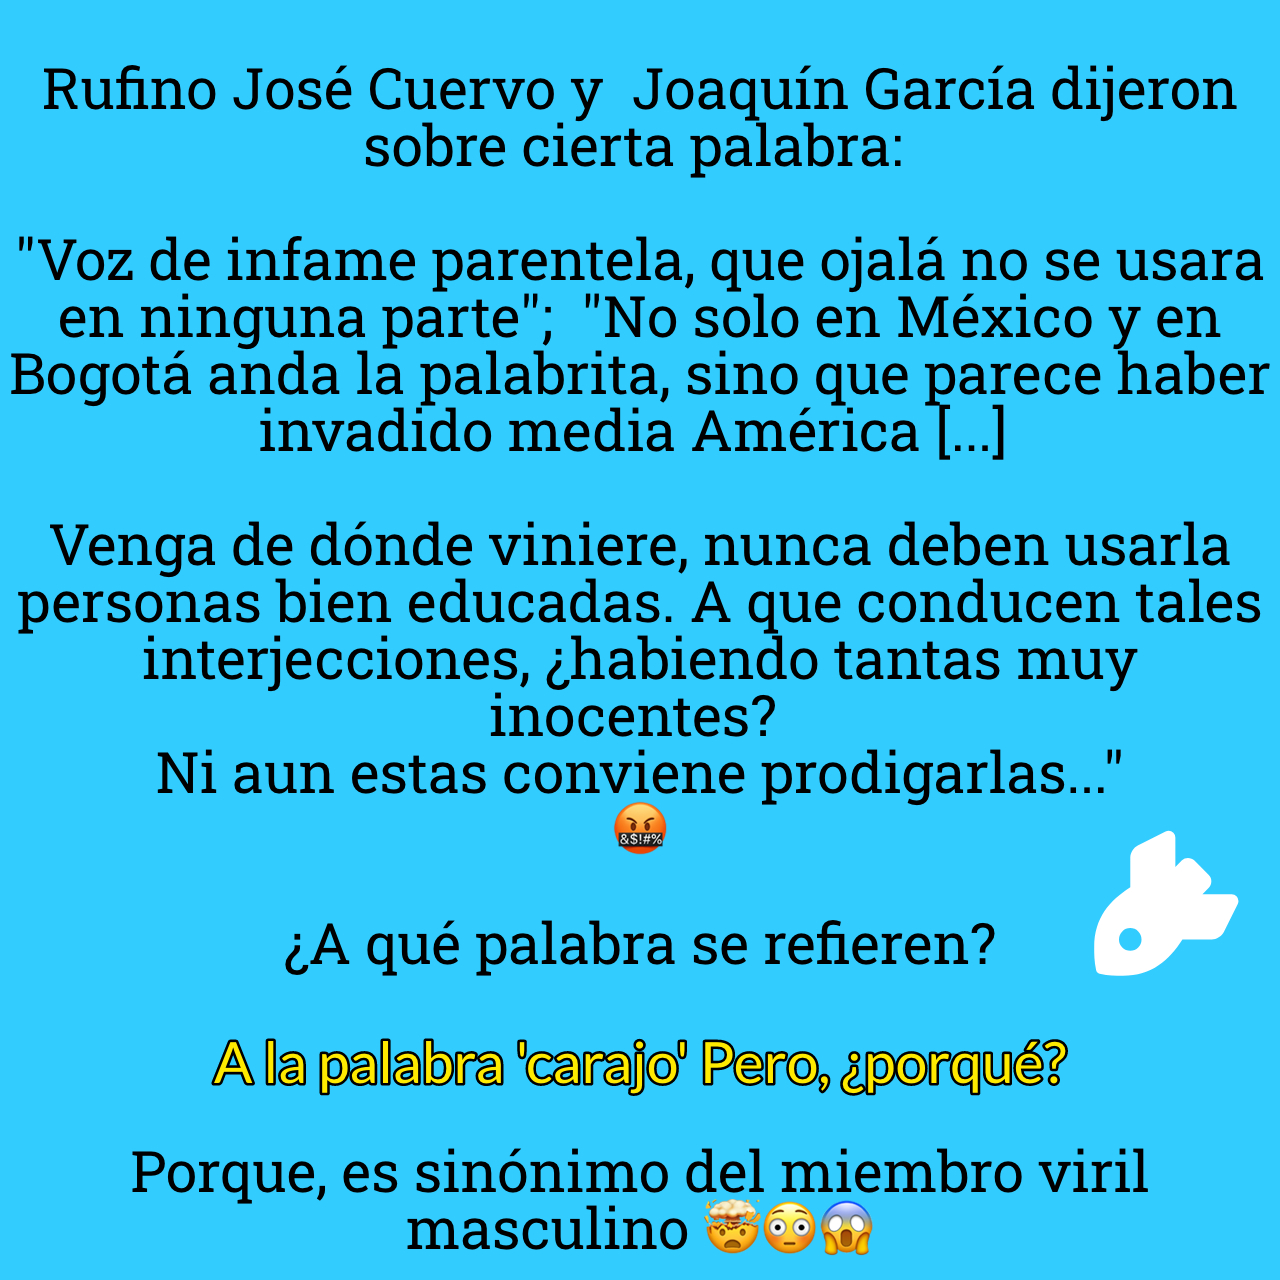 Rufino José Cuervo y  Joaquín García dijeron
sobre cierta palabra:
"Voz de infame parentela, que ojalá no se usara
en ninguna parte";  "No solo en México y en
Bogotá anda la palabrita, sino que parece haber
invadido media América [...]
Venga de dónde viniere, nunca deben usarla
personas bien educadas. A que conducen tales
interjecciones, ¿habiendo tantas muy
inocentes?
Ni aun estas conviene prodigarlas..."
&$!#%
¿A qué palabra se refieren?
A la palabra 'carajo' Pero, ¿porqué?
Porque, es sinónimo del miembro viril
masculino